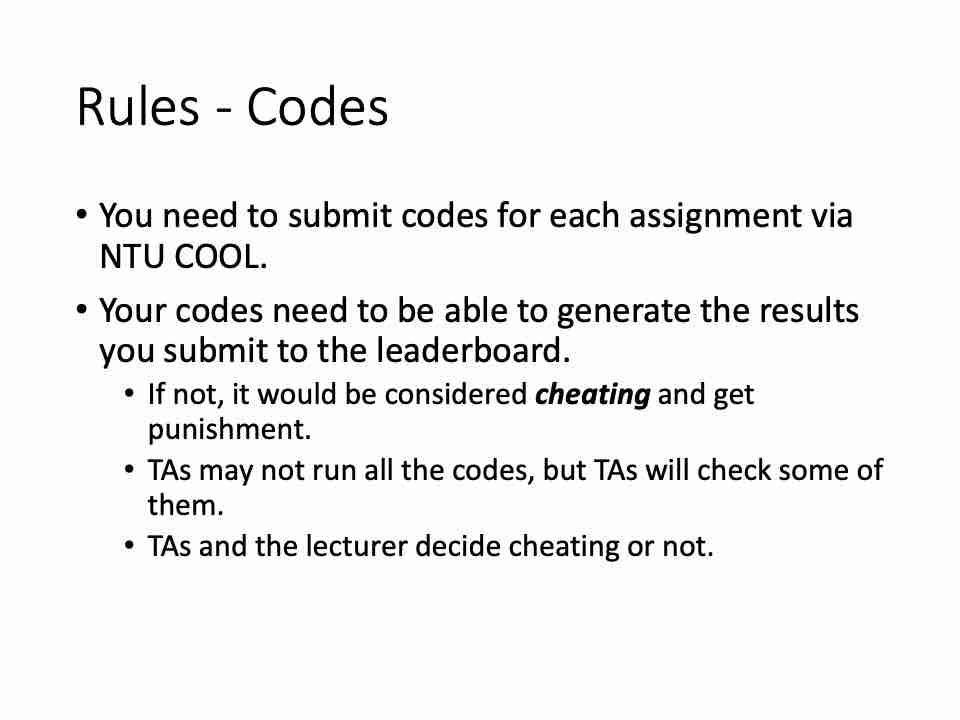 Rules - Codes
• You need to submit codes for each assignment via
NTU COOL.
• Your codes need to be able to generate the results
you submit to the leaderboard.
• If not, it would be considered cheating and get
punishment.
• TAs may not run all the codes, but TAs will check some of
them.
• TAs and the lecturer decide cheating or not.